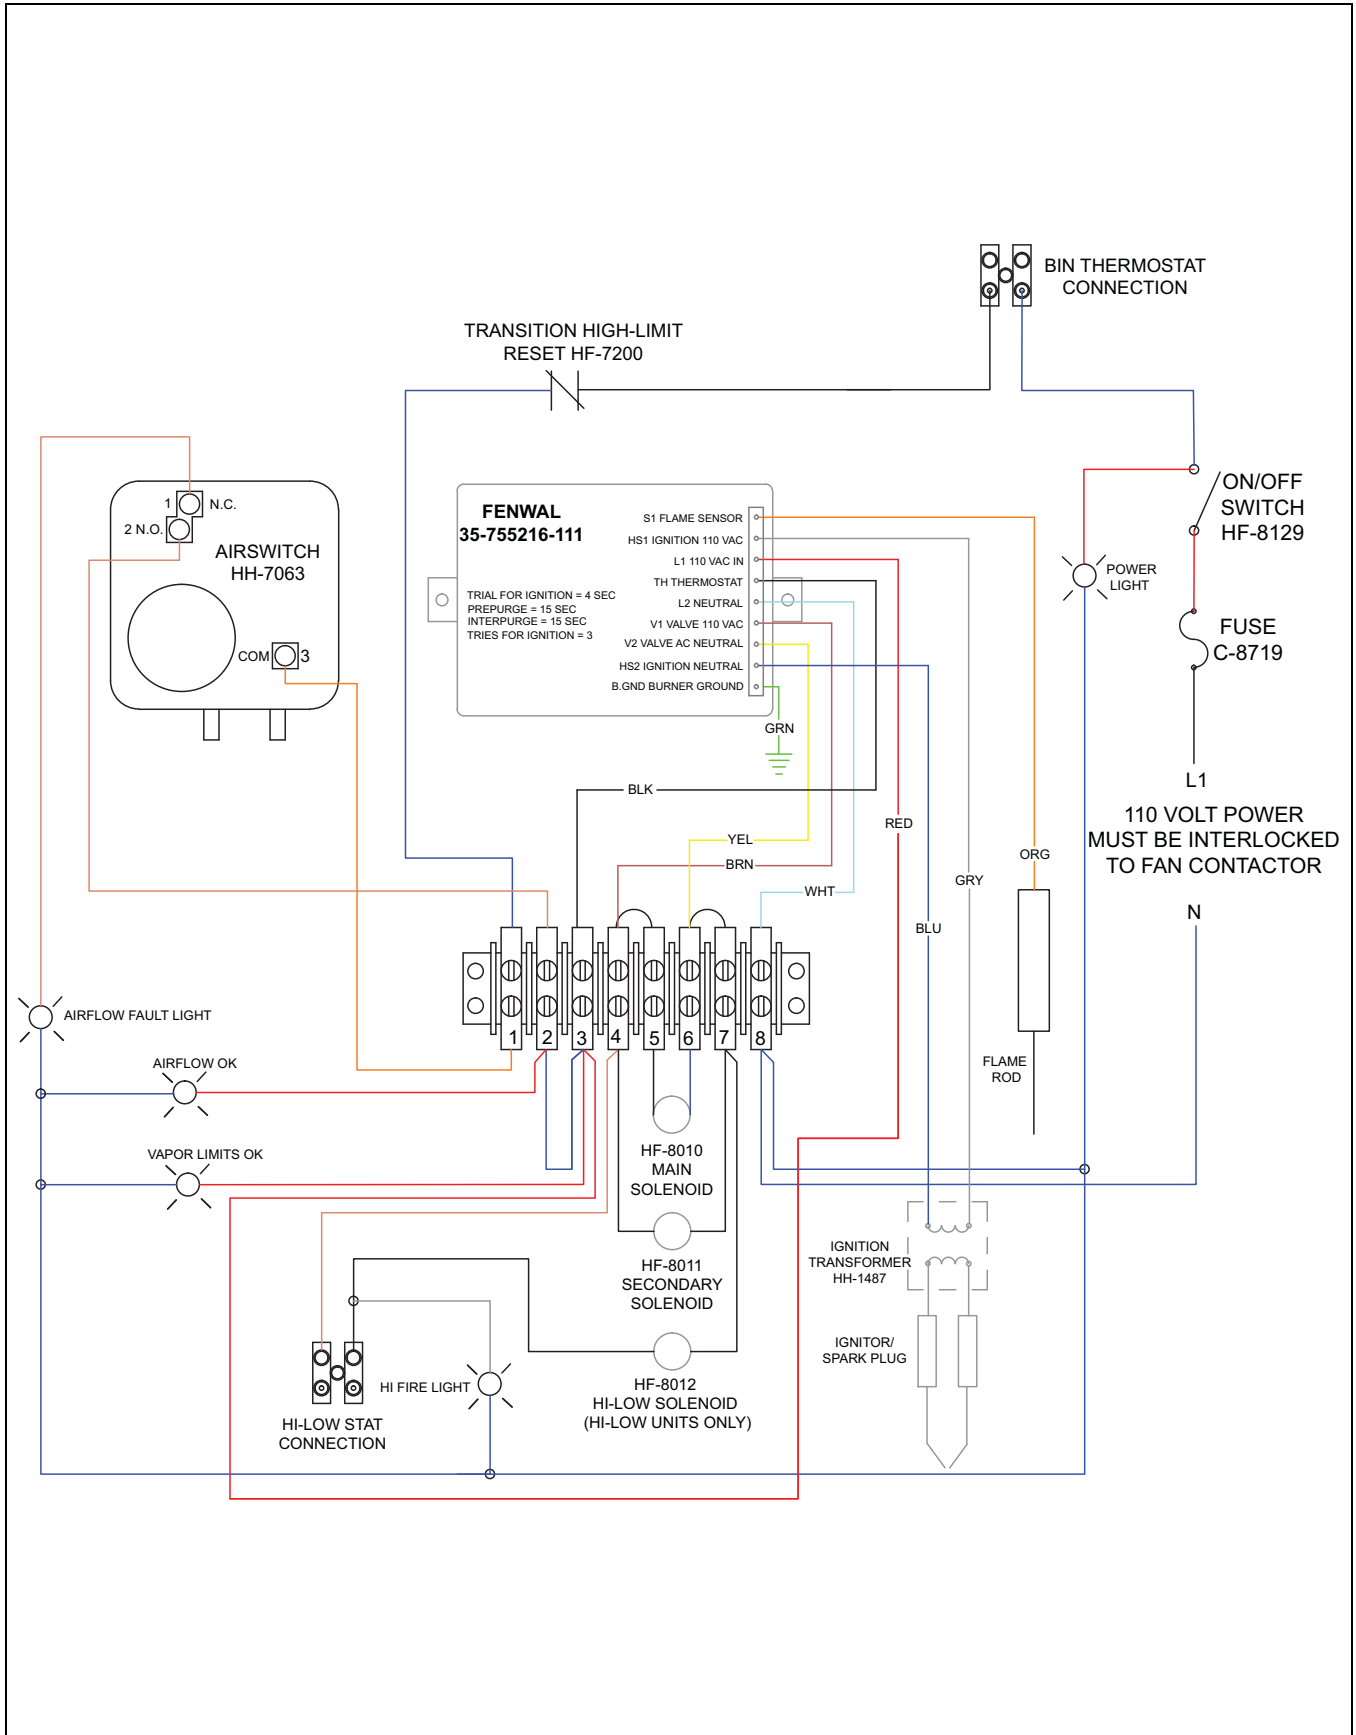 BIN THERMOSTAT
CONNECTION
TRANSITION HIGH-LIMIT
RESET HF-7200
1
N.C.
2 N.O.
AIRSWITCH
HH-7063
COM
3
FENWAL
35-755216-111
TRIAL FOR IGNITION = 4 SEC
PREPURGE = 15 SEC
INTERPURGE = 15 SEC
TRIES FOR IGNITION = 3
S1 FLAME SENSOR
HS1 IGNITION 110 VAC
L1 110 VAC IN
TH THERMOSTAT
L2 NEUTRAL
V1 VALVE 110 VAC
V2 VALVE AC NEUTRAL
HS2 IGNITION NEUTRAL
B.GND BURNER GROUND
GRN
ON/OFF
SWITCH
HF-8129
POWER
LIGHT
FUSE
C-8719
L1
110 VOLT POWER
MUST BE INTERLOCKED
TO FAN CONTACTOR
N
BLK
YEL
BRN
WHT
RED
ORG
GRY
BLU
1
2
3
4
5
6
7
8
AIRFLOW FAULT LIGHT
AIRFLOW OK
VAPOR LIMITS OK
FLAME
ROD
HF-8010
MAIN
SOLENOID
HF-8011
SECONDARY
SOLENOID
IGNITION
TRANSFORMER
HH-1487
IGNITOR/
SPARK PLUG
HI FIRE LIGHT
HF-8012
HI-LOW SOLENOID
(HI-LOW UNITS ONLY)
HI-LOW STAT
CONNECTION